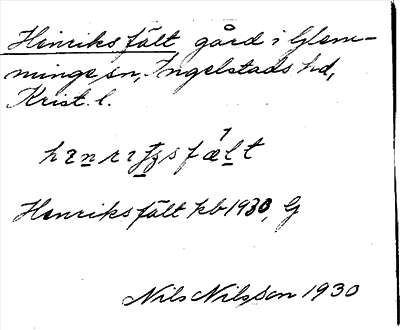 Henriksfält, gård i Glem-
minge sn, Ingelstads hd,
Krist. l.
Henriksfält kb 1930, G
Nils Nilsson 1930